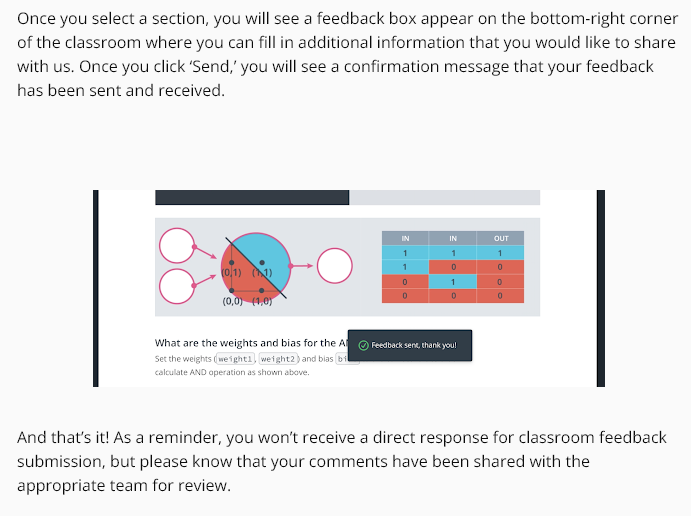 Once you select a section, you will see a feedback box appear on the bottom-right corner
of the classroom where you can fill in additional information that you would like to share
with us. Once you click ‘Send,’ you will see a confirmation message that your feedback
has been sent and received.
IN IN OUT
1 1 1
1 0 0
0 1 0
0 0 0
(0,1) (1,1)
(0,0) (1,0)
What are the weights and bias for the AI
Feedback sent, thank you!
Set the weights (weight1, weight2) and bias bi
calculate AND operation as shown above.
And that’s it! As a reminder, you won’t receive a direct response for classroom feedback
submission, but please know that your comments have been shared with the
appropriate team for review.